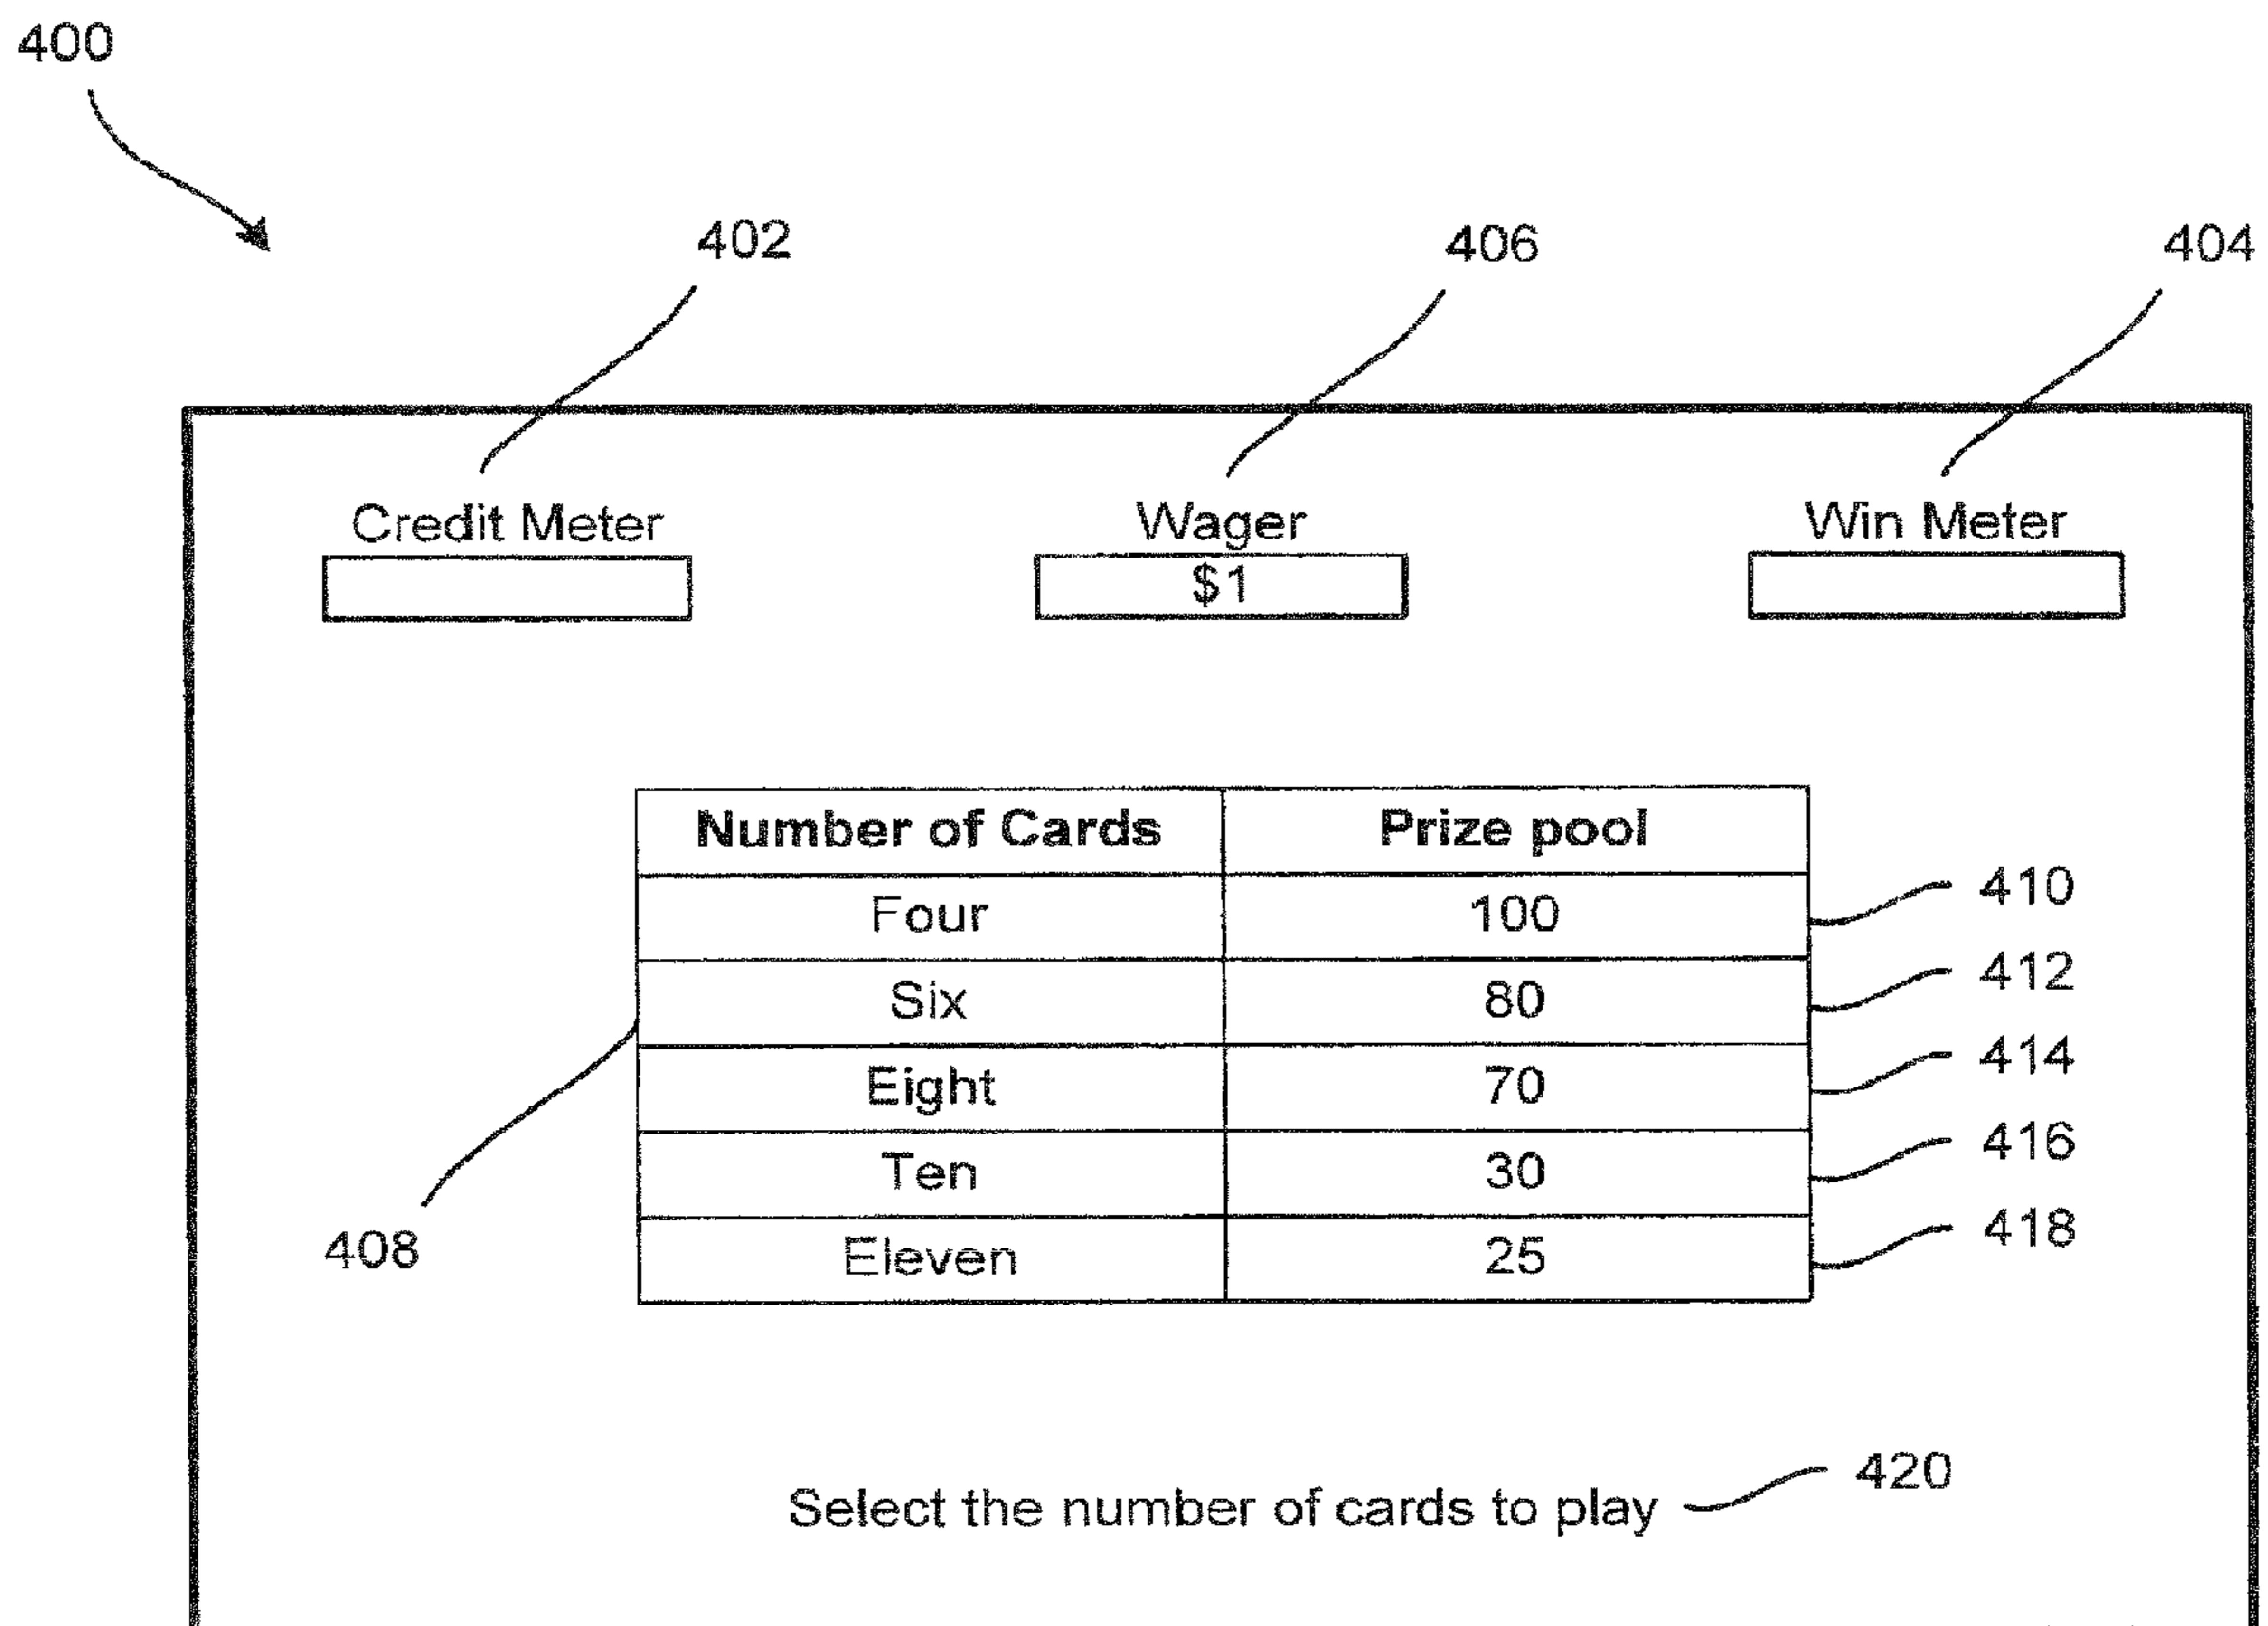 400
402 406 404
Credit Meter Wager Win Meter
$1
Number of Cards Prize pool
Four 100 410
Six 80 412
Eight 70 414
Ten 30 416
Eleven 25 418
408
Select the number of cards to play 420